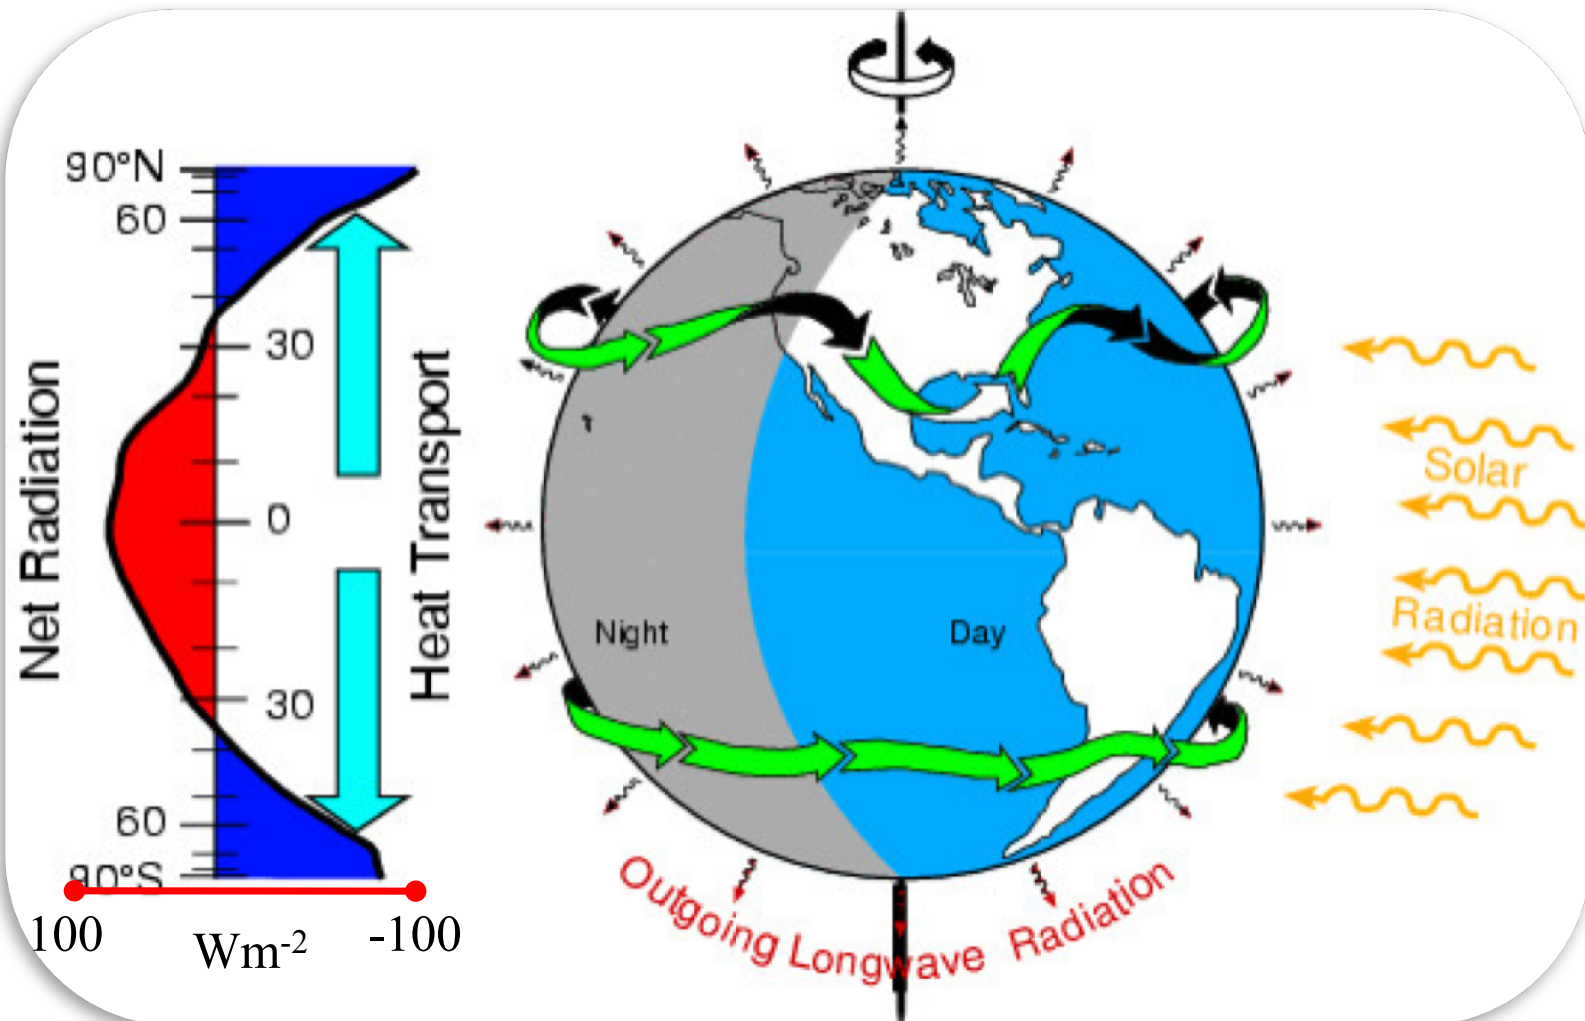 90°N
60
30
0
30
60
90°S
Net Radiation
Heat Transport
100
Wm-2
-100
Night
Day
Solar
Radiation
Outgoing Longwave Radiation